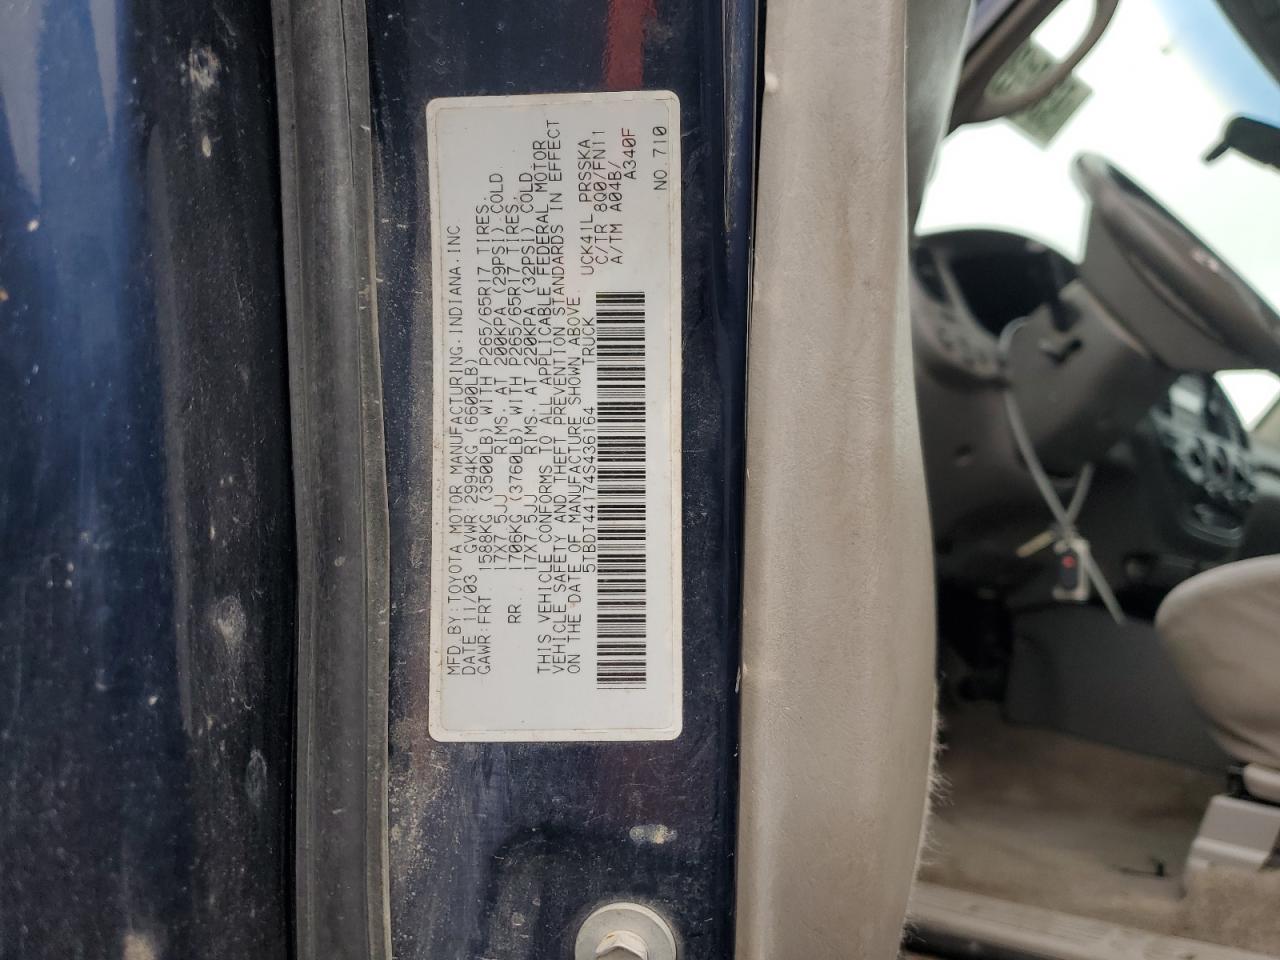 MFD BY: TOYOTA MOTOR MANUFACTURING.INDIANA.INC
DATE 11/03 GVWR:2994KG (6600LB)
GAWR:FRT. 1588KG (3500LB) WITH P265/65R17 TIRES.
17X7.5JJ RIMS. AT 200KPA (29PSI) COLD
RR. 1706KG (3760LB) WITH P265/65R17 TIRES.
17X7.5JJ RIMS. AT 220KPA (32PSI) COLD
THIS VEHICLE CONFORMS TO ALL APPLICABLE FEDERAL MOTOR
VEHICLE SAFETY AND THEFT PREVENTION STANDARDS IN EFFECT
ON THE DATE OF MANUFACTURE SHOWN ABOVE.
5TBDT44174S436164 TRUCK
UCK41L PRSSKA
C/TR 8Q0/FN11
A/TM A04B/
A340F
NO.710